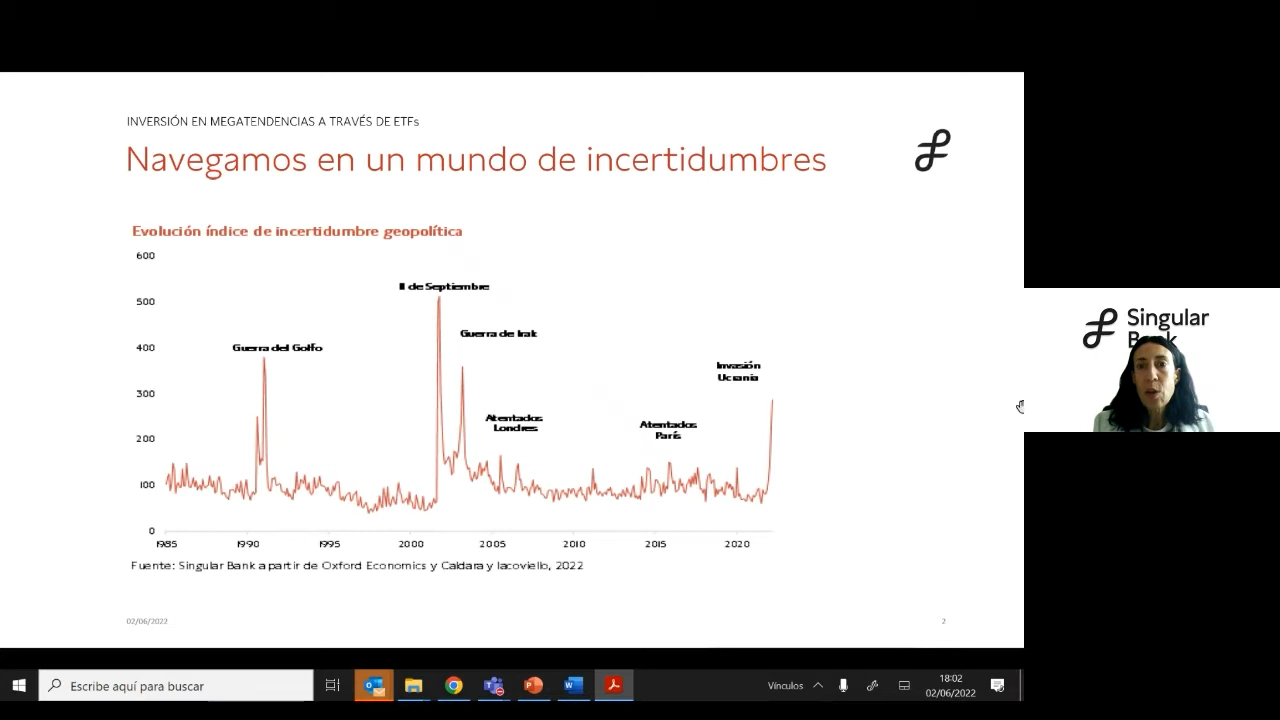 INVERSIÓN EN MEGATENDENCIAS A TRAVÉS DE ETFs
Navegamos en un mundo de incertidumbres
Evolución índice de incertidumbre geopolítica
600
500
400
300
200
100
0
11 de Septiembre
Guerra de Irak
Guerra del Golfo
Invasión
Ucrania
Atentados
Londres
Atentados
París
1985 1990 1995 2000 2005 2010 2015 2020
Fuente: Singular Bank a partir de Oxford Economics y Caldara y Iacoviello, 2022
02/06/2022
2
Singular
Bank
Escribe aquí para buscar
Vínculos
18:02
02/06/2022